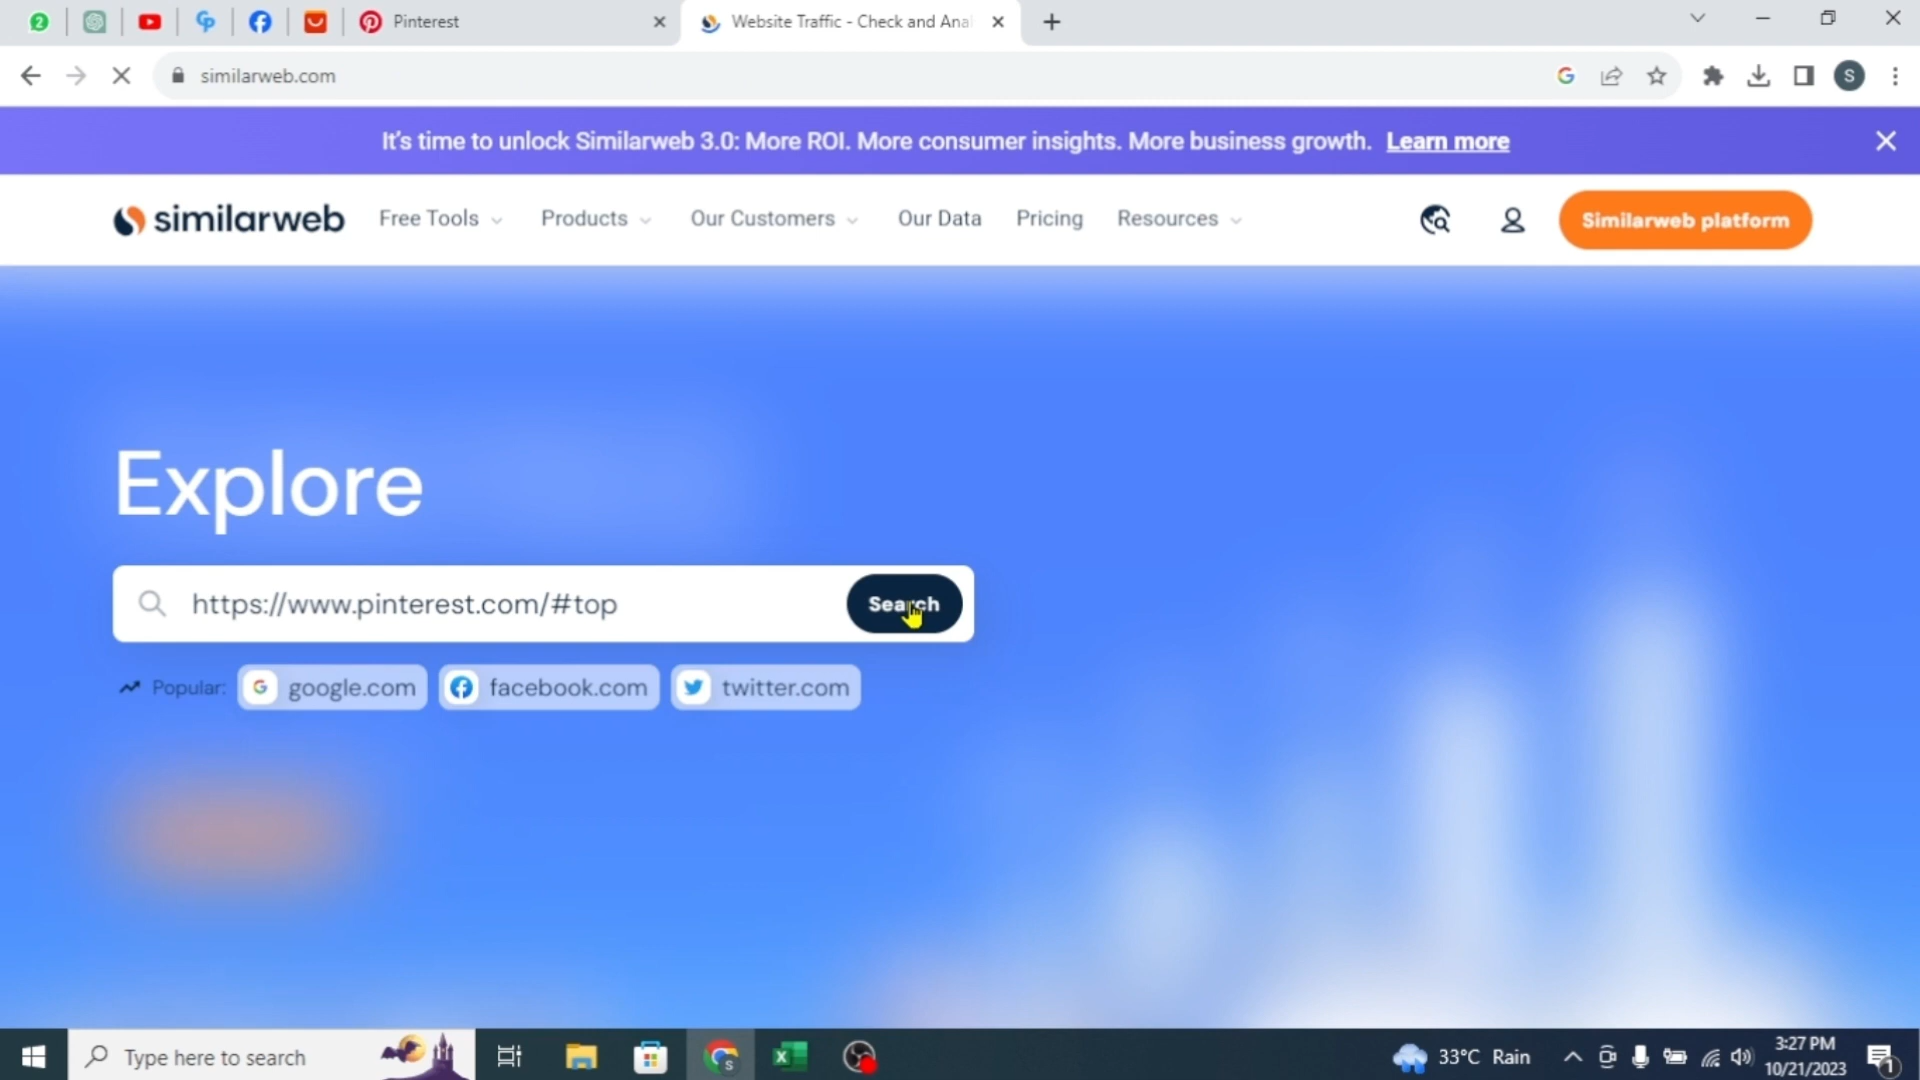 2
Pinterest
Website Traffic - Check and Ana
similarweb.com
S
It's time to unlock Similarweb 3.0: More ROI. More consumer insights. More business growth. Learn more
similarweb Free Tools Products Our Customers Our Data Pricing Resources Similarweb platform
Explore
https://www.pinterest.com/#top Search
Popular: google.com facebook.com twitter.com
Type here to search
33°C Rain
3:27 PM
10/21/2023
1